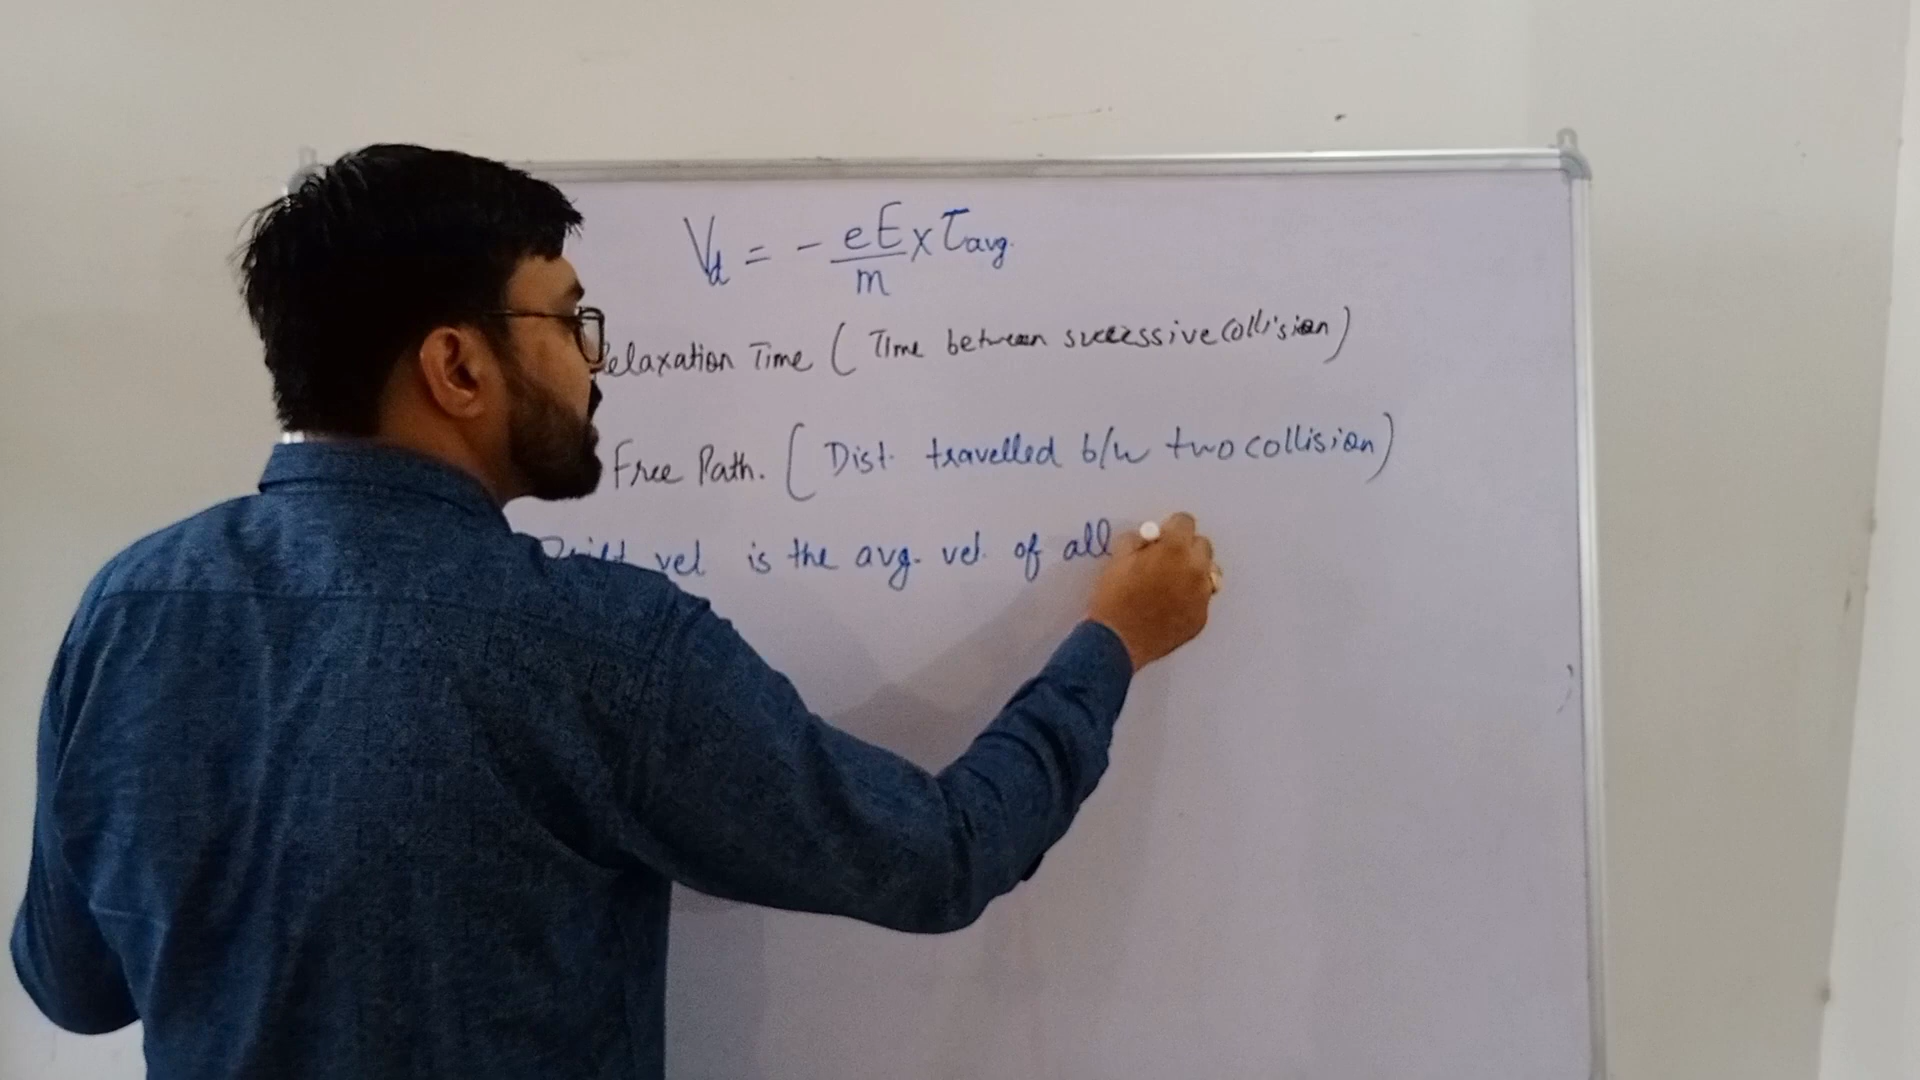 Vd = - eE/m x τavg.
Relaxation Time ( Time between successive collision )
Free Path. ( Dist. travelled b/w two collision )
Drift vel is the avg. vel. of all